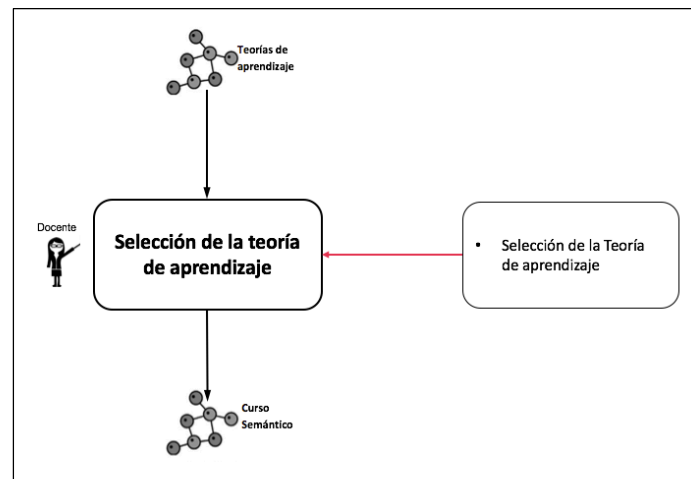 Teorías de
aprendizaje
Docente
Selección de la teoría
de aprendizaje
• Selección de la Teoría
de aprendizaje
Curso
Semántico